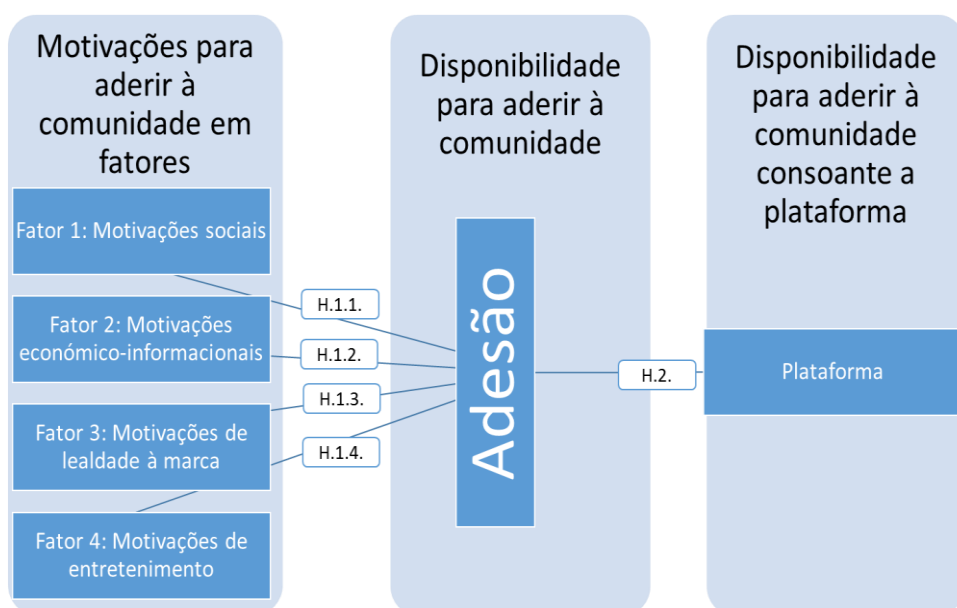 Motivações para
aderir à
comunidade em
fatores
Fator 1: Motivações sociais
Fator 2: Motivações
económico-informacionais
Fator 3: Motivações de
lealdade à marca
Fator 4: Motivações de
entretenimento
H.1.1.
H.1.2.
H.1.3.
H.1.4.
Disponibilidade
para aderir à
comunidade
Adesão
H.2.
Disponibilidade
para aderir à
comunidade
consoante a
plataforma
Plataforma